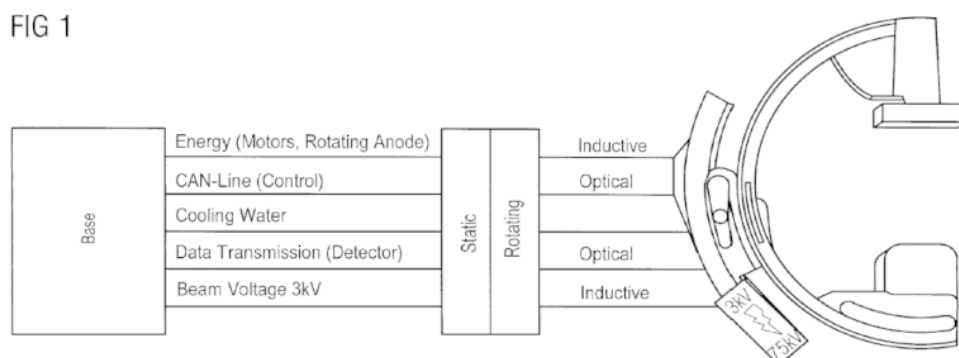 FIG 1
Energy (Motors, Rotating Anode)
Inductive
CAN-Line (Control)
Optical
Cooling Water
Base
Static
Rotating
Data Transmission (Detector)
Optical
Beam Voltage 3kV
Inductive
3kV
75kV